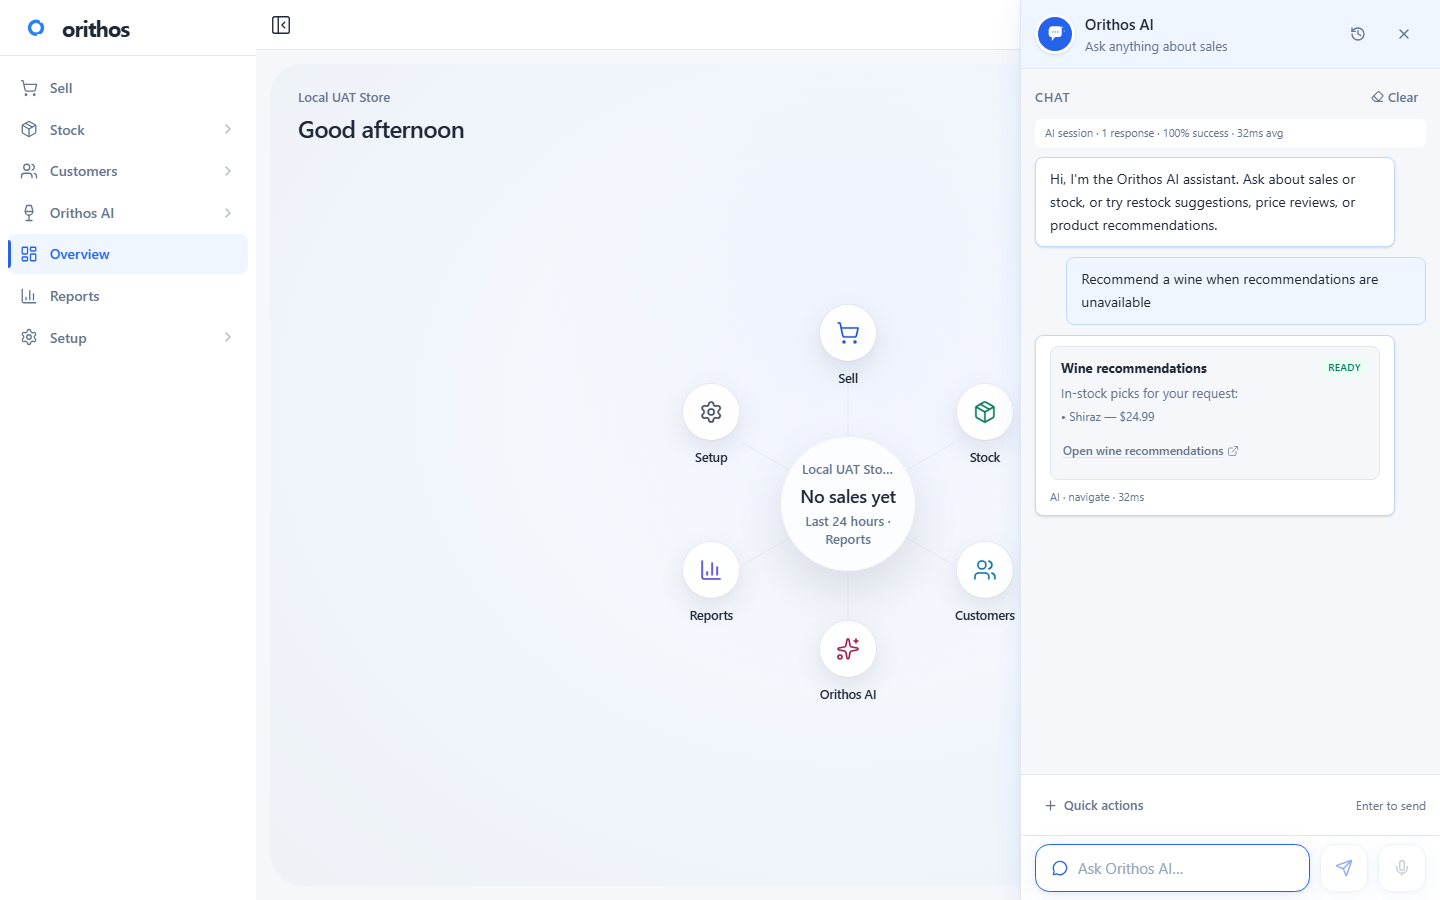 orithos
Sell
Stock
Customers
Orithos AI
Overview
Reports
Setup
Local UAT Store
Good afternoon
Sell
Setup
Stock
Local UAT Sto...
No sales yet
Last 24 hours ·
Reports
Reports
Customers
Orithos AI
Orithos AI
Ask anything about sales
CHAT
Clear
AI session · 1 response · 100% success · 32ms avg
Hi, I'm the Orithos AI assistant. Ask about sales or
stock, or try restock suggestions, price reviews, or
product recommendations.
Recommend a wine when recommendations are
unavailable
Wine recommendations
READY
In-stock picks for your request:
• Shiraz — $24.99
Open wine recommendations
AI · navigate · 32ms
Quick actions
Enter to send
Ask Orithos AI...